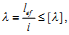 λ = l_ef / i ≤ [λ],